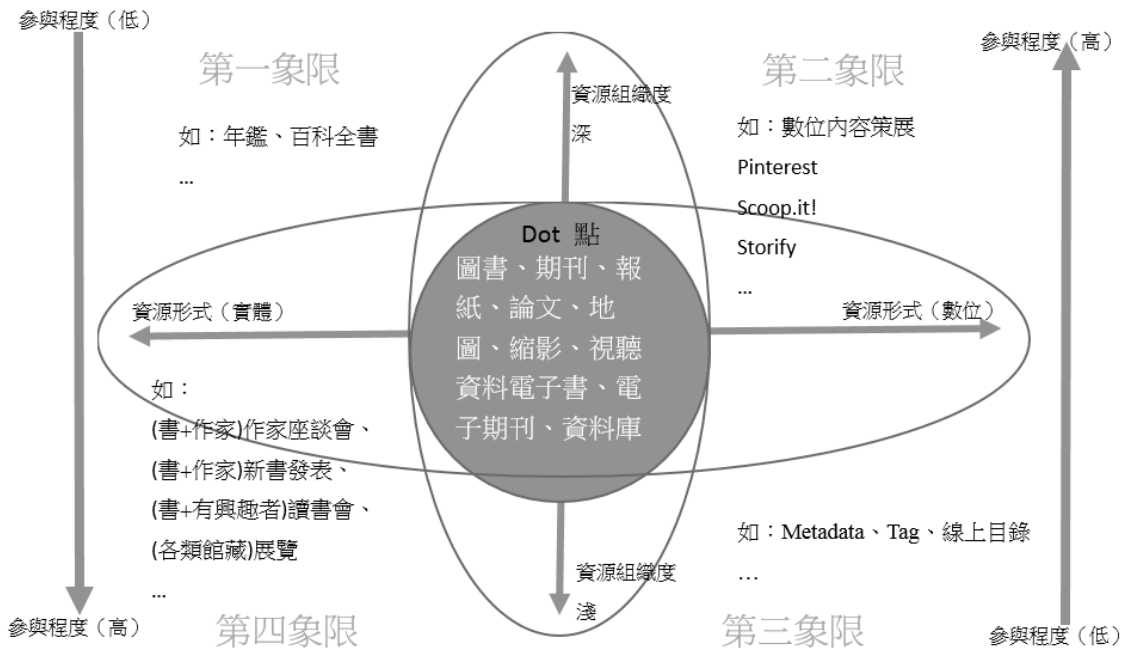 參與程度（低）
參與程度（高）
第一象限
第二象限
資源組織度
深
如：年鑑、百科全書
...
如：數位內容策展
Pinterest
Scoop.it!
Storify
...
Dot 點
圖書、期刊、報
紙、論文、地
圖、縮影、視聽
資料電子書、電
子期刊、資料庫
資源形式（實體）
資源形式（數位）
如：
(書+作家)作家座談會、
(書+作家)新書發表、
(書+有興趣者)讀書會、
(各類館藏)展覽
...
如：Metadata、Tag、線上目錄
…
資源組織度
淺
參與程度（高）
第四象限
第三象限
參與程度（低）